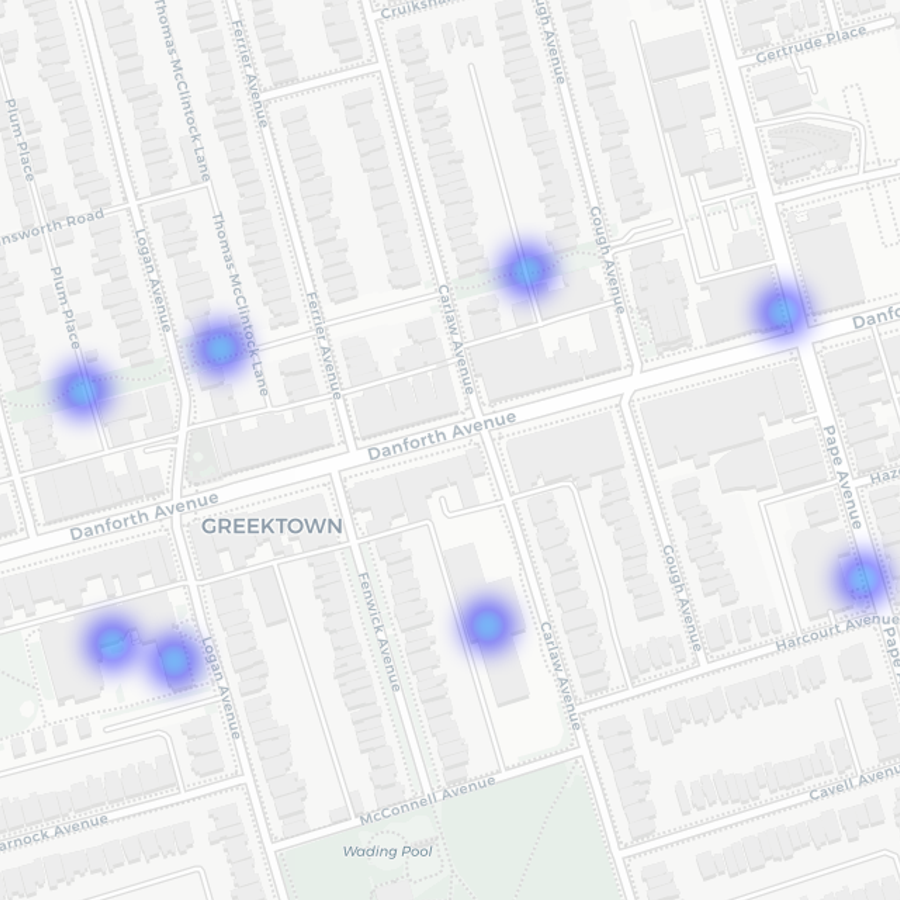 Cruiksha
Gertrude Place
Thomas McClintock Lane
Ferrier Avenue
ugh Avenue
Plum Place
nsworth Road
Logan Avenue
Thomas McClintock Lane
Gough Avenue
Plum Place
Ferrier Avenue
Carlaw Avenue
Danfo
Danforth Avenue
Pape Avenue
Danforth Avenue
GREEKTOWN
Haz
Fenwick Avenue
Gough Avenue
Logan Avenue
Carlaw Avenue
Harcourt Avenue
Pape
McConnell Avenue
Cavell Avenu
arnock Avenue
Wading Pool